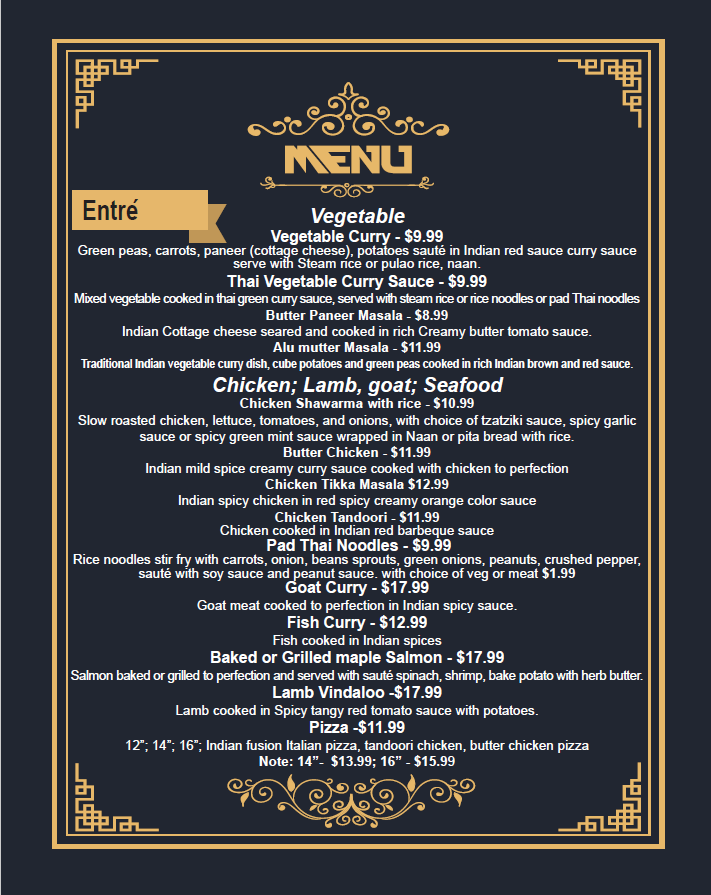 MENU
Entré
Vegetable
Vegetable Curry - $9.99
Green peas, carrots, paneer (cottage cheese), potatoes sauté in Indian red sauce curry sauce
serve with Steam rice or pulao rice, naan.
Thai Vegetable Curry Sauce - $9.99
Mixed vegetable cooked in thai green curry sauce, served with steam rice or rice noodles or pad Thai noodles
Butter Paneer Masala - $8.99
Indian Cottage cheese seared and cooked in rich Creamy butter tomato sauce.
Alu mutter Masala - $11.99
Traditional Indian vegetable curry dish, cube potatoes and green peas cooked in rich Indian brown and red sauce.
Chicken; Lamb, goat; Seafood
Chicken Shawarma with rice - $10.99
Slow roasted chicken, lettuce, tomatoes, and onions, with choice of tzatziki sauce, spicy garlic
sauce or spicy green mint sauce wrapped in Naan or pita bread with rice.
Butter Chicken - $11.99
Indian mild spice creamy curry sauce cooked with chicken to perfection
Chicken Tikka Masala $12.99
Indian spicy chicken in red spicy creamy orange color sauce
Chicken Tandoori - $11.99
Chicken cooked in Indian red barbeque sauce
Pad Thai Noodles - $9.99
Rice noodles stir fry with carrots, onion, beans sprouts, green onions, peanuts, crushed pepper,
sauté with soy sauce and peanut sauce. with choice of veg or meat $1.99
Goat Curry - $17.99
Goat meat cooked to perfection in Indian spicy sauce.
Fish Curry - $12.99
Fish cooked in Indian spices
Baked or Grilled maple Salmon - $17.99
Salmon baked or grilled to perfection and served with sauté spinach, shrimp, bake potato with herb butter.
Lamb Vindaloo -$17.99
Lamb cooked in Spicy tangy red tomato sauce with potatoes.
Pizza -$11.99
12”; 14”; 16”; Indian fusion Italian pizza, tandoori chicken, butter chicken pizza
Note: 14”- $13.99; 16” - $15.99